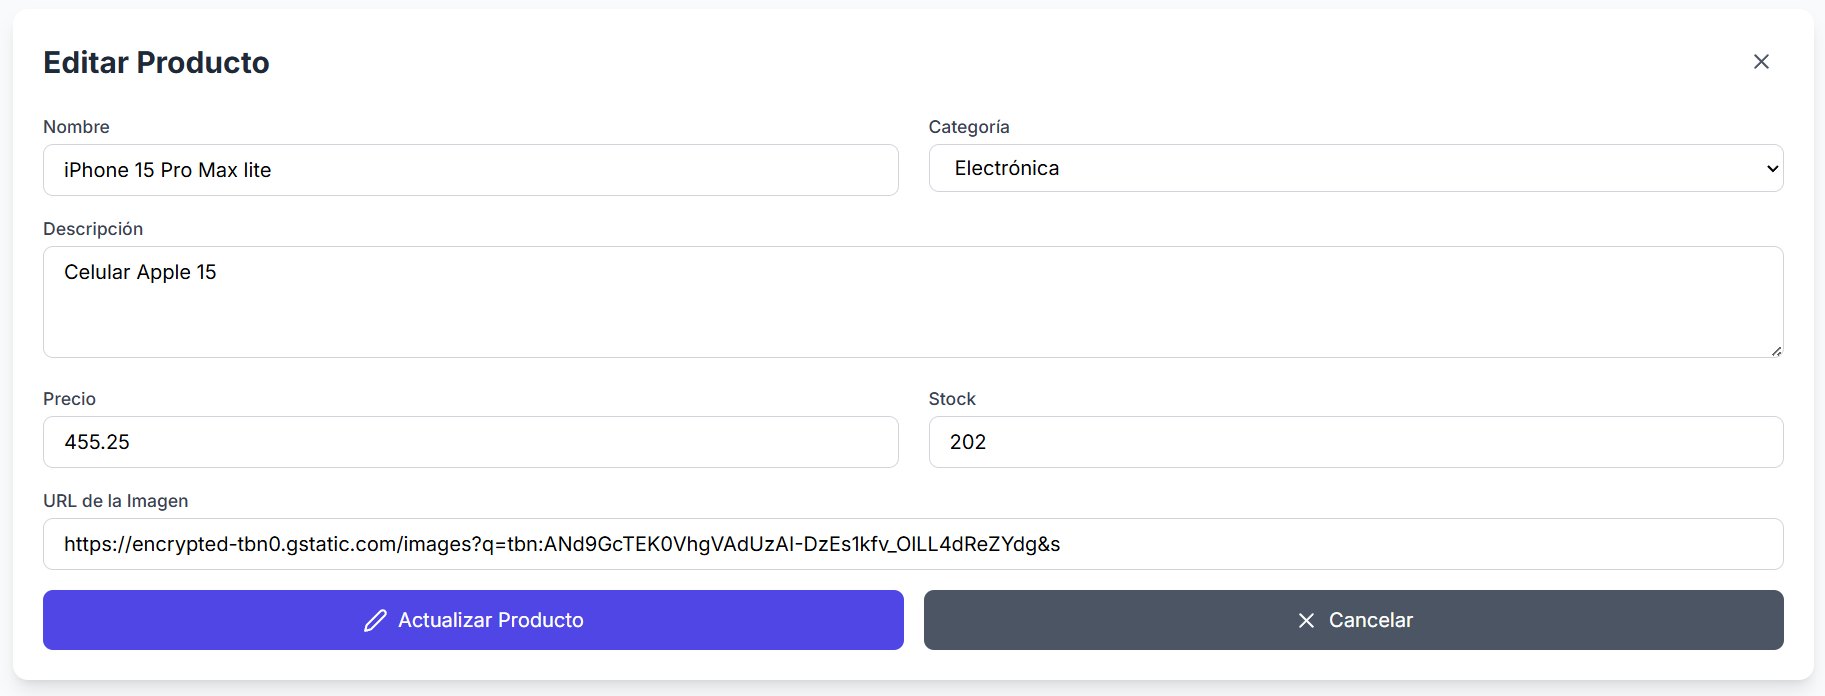 Editar Producto
Nombre
Categoría
iPhone 15 Pro Max lite
Electrónica
Descripción
Celular Apple 15
Precio
Stock
455.25
202
URL de la Imagen
https://encrypted-tbn0.gstatic.com/images?q=tbn:ANd9GcTEK0VhgVAdUzAI-DzEs1kfv_OILL4dReZYdg&s
Actualizar Producto
Cancelar